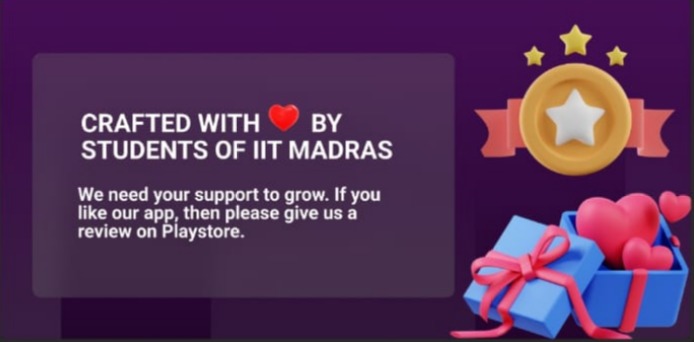 CRAFTED WITH ❤️ BY
STUDENTS OF IIT MADRAS
We need your support to grow. If you
like our app, then please give us a
review on Playstore.